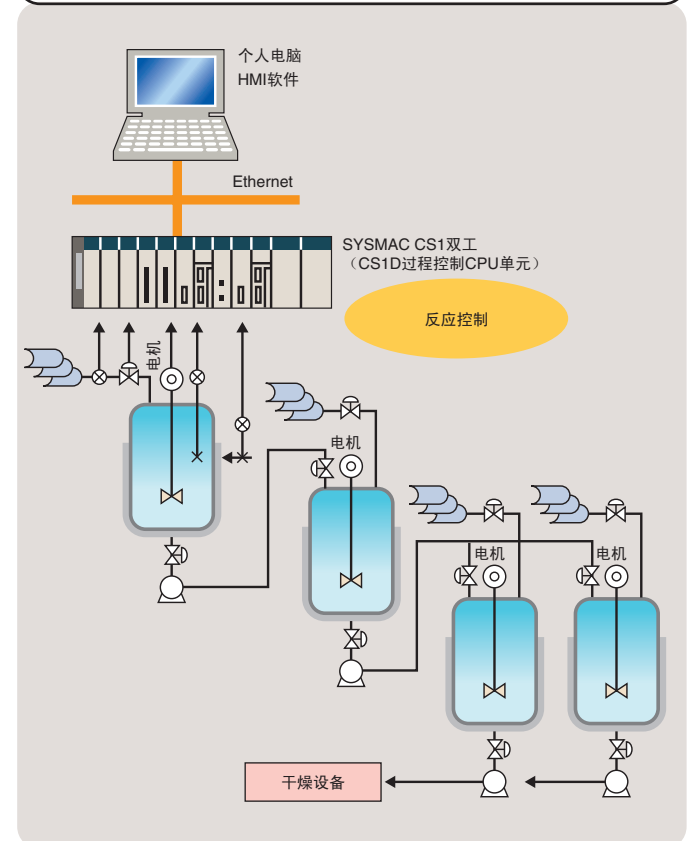 个人电脑
HMI软件
Ethernet
SYSMAC CS1双工
（CS1D过程控制CPU单元）
反应控制
电机
电机
电机
电机
干燥设备